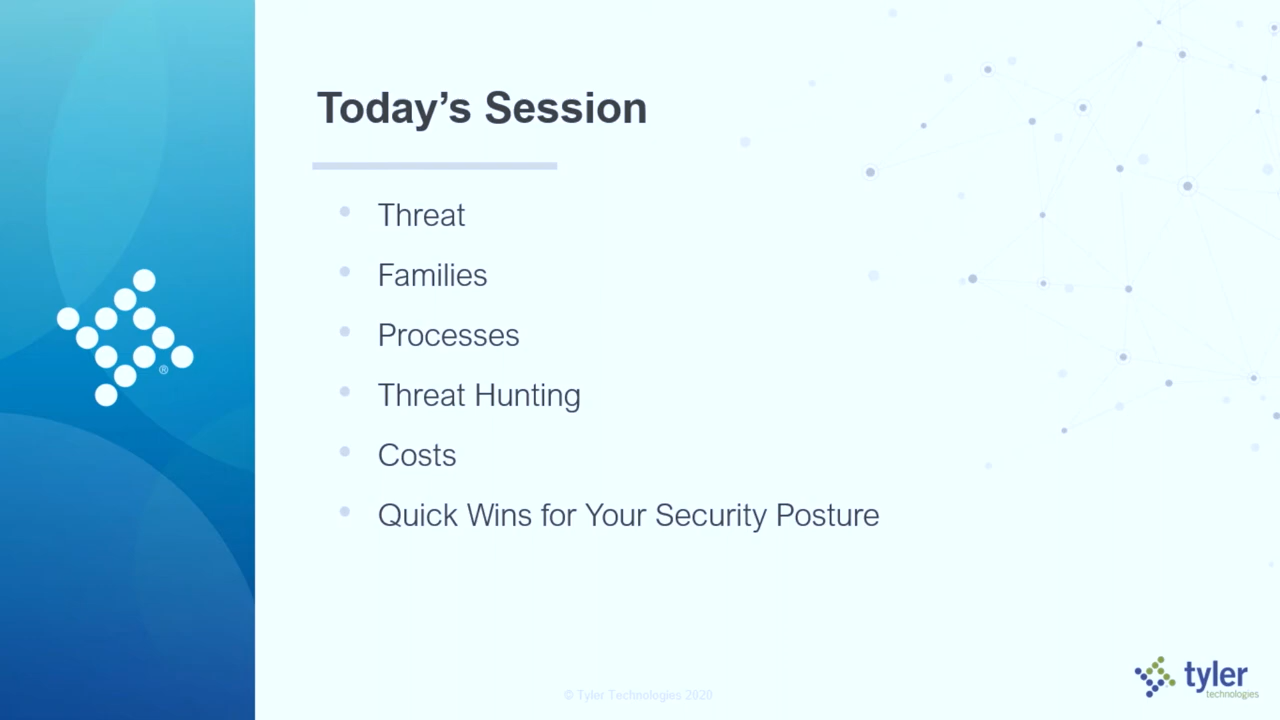 Today’s Session
Threat
Families
Processes
Threat Hunting
Costs
Quick Wins for Your Security Posture
®
© Tyler Technologies 2020
tyler
technologies